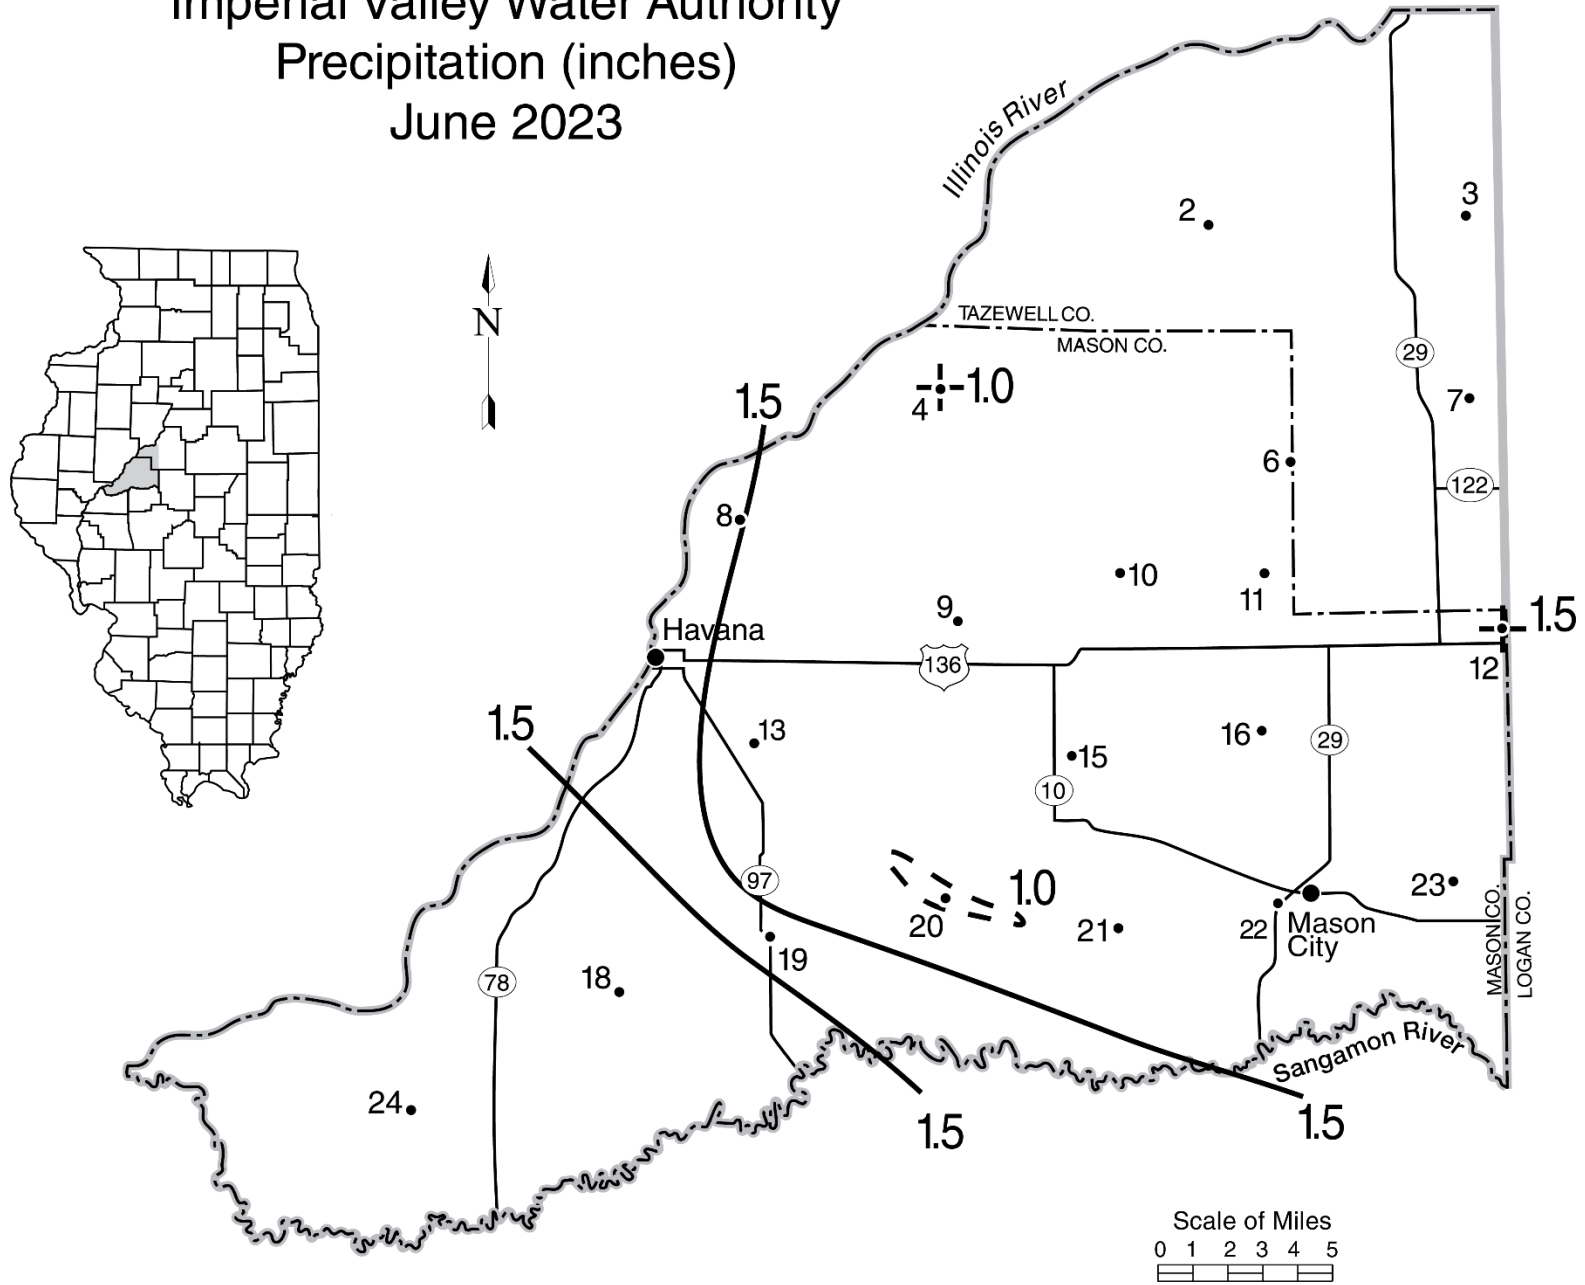 Imperial Valley Water Authority
Precipitation (inches)
June 2023
Illinois River
2
3
N
TAZEWELL CO.
MASON CO.
29
4
1.0
1.5
7
6
122
8
10
11
9
1.5
Havana
136
12
1.5
13
16
29
15
10
97
1.0
23
20
21
22
Mason
City
MASON CO.
LOGAN CO.
19
78
18
Sangamon River
24
1.5
1.5
Scale of Miles
0 1 2 3 4 5